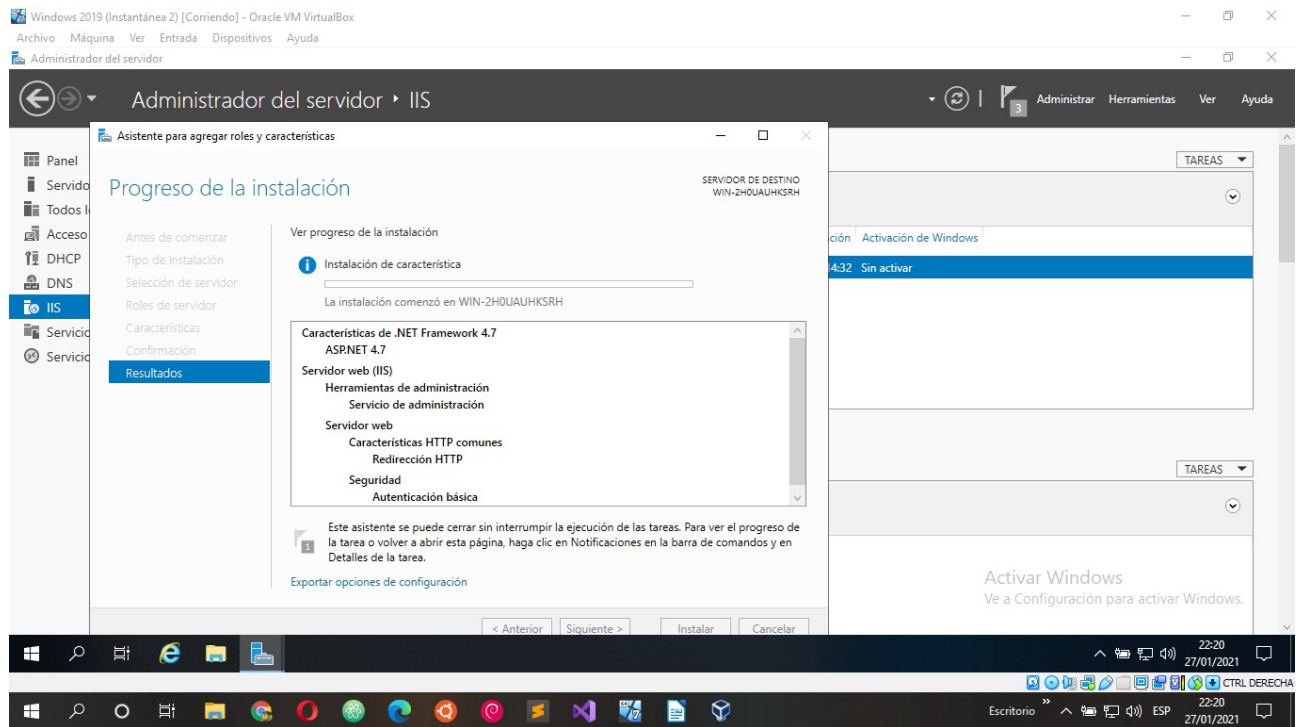 Windows 2019 (Instantánea 2) [Corriendo] - Oracle VM VirtualBox
Archivo Máquina Ver Entrada Dispositivos Ayuda
Administrador del servidor
Administrador del servidor ‣ IIS
3
Administrar Herramientas Ver Ayuda
Asistente para agregar roles y características
Panel
Servido
Todos l
Acceso
DHCP
DNS
IIS
Servicio
Servicio
Progreso de la instalación
SERVIDOR DE DESTINO
WIN-2H0UAUHKSRH
Antes de comenzar
Tipo de instalación
Selección de servidor
Roles de servidor
Características
Confirmación
Resultados
Ver progreso de la instalación
Instalación de característica
La instalación comenzó en WIN-2H0UAUHKSRH
Características de .NET Framework 4.7
ASP.NET 4.7
Servidor web (IIS)
Herramientas de administración
Servicio de administración
Servidor web
Características HTTP comunes
Redirección HTTP
Seguridad
Autenticación básica
1
Este asistente se puede cerrar sin interrumpir la ejecución de las tareas. Para ver el progreso de
la tarea o volver a abrir esta página, haga clic en Notificaciones en la barra de comandos y en
Detalles de la tarea.
Exportar opciones de configuración
< Anterior Siguiente > Instalar Cancelar
TAREAS
ción Activación de Windows
14:32 Sin activar
TAREAS
Activar Windows
Ve a Configuración para activar Windows.
22:20
27/01/2021
CTRL DERECHA
Escritorio » ESP
22:20
27/01/2021